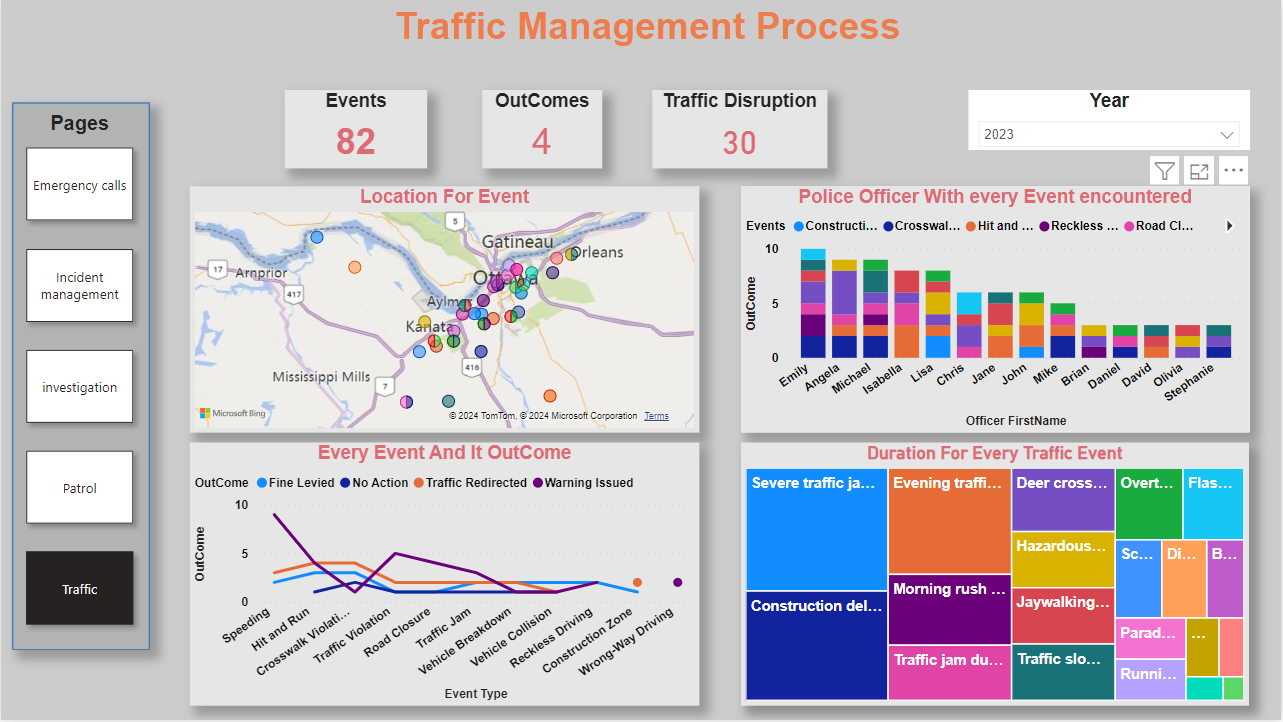 Traffic Management Process
Pages
Emergency calls
Incident
management
investigation
Patrol
Traffic
Events
82
OutComes
4
Traffic Disruption
30
Year
2023
Location For Event
5
Gatineau
Orleans
17
Arnprior
417
Ottawa
Aylmer
Kanata
416
Mississippi Mills
7
Microsoft Bing
© 2024 TomTom, © 2024 Microsoft Corporation Terms
Police Officer With every Event encountered
Events Constructi... Crosswal... Hit and ... Reckless ... Road Cl...
OutCome
10
5
0
Emily
Angela
Michael
Isabella
Lisa
Chris
Jane
John
Mike
Brian
Daniel
David
Olivia
Stephanie
Officer FirstName
Every Event And It OutCome
OutCome Fine Levied No Action Traffic Redirected Warning Issued
OutCome
10
5
0
Speeding
Hit and Run
Crosswalk Violati...
Traffic Violation
Road Closure
Traffic Jam
Vehicle Breakdown
Vehicle Collision
Reckless Driving
Construction Zone
Wrong-Way Driving
Event Type
Duration For Every Traffic Event
Severe traffic ja...
Construction del...
Evening traffi...
Morning rush ...
Traffic jam du...
Deer cross...
Hazardous...
Jaywalking...
Traffic slo...
Overt...
Flas...
Sc...
Di...
B...
Parad...
Runni...
...